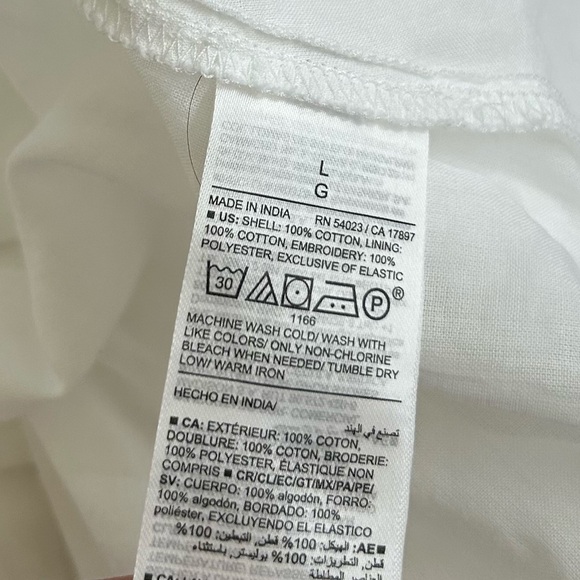 L
G
MADE IN INDIA RN 54023 / CA 17897
■ US: SHELL: 100% COTTON, LINING:
100% COTTON, EMBROIDERY: 100%
POLYESTER, EXCLUSIVE OF ELASTIC
30 P ®
1166
MACHINE WASH COLD/ WASH WITH
LIKE COLORS/ ONLY NON-CHLORINE
BLEACH WHEN NEEDED/ TUMBLE DRY
LOW/ WARM IRON
HECHO EN INDIA/
تصنع في الهند
■ CA: EXTÉRIEUR: 100% COTON,
DOUBLURE: 100% COTON, BRODERIE:
100% POLYESTER, ÉLASTIQUE NON
COMPRIS ■ CR/CL/EC/GT/MX/PA/PE/
SV: CUERPO: 100% algodón, FORRO:
100% algodón, BORDADO: 100%
poliéster, EXCLUYENDO EL ELÁSTICO
■AE: الهيكل: 100% قطن, التبطين: 100%
قطن, التطريزات: 100% بوليستر, باستثناء
العناصر المطاطة